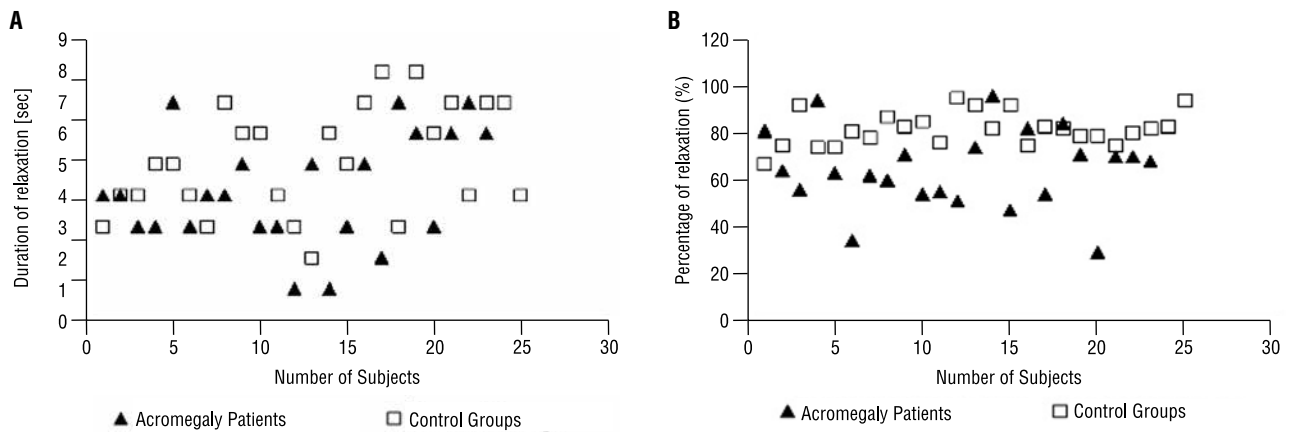 A
Duration of relaxation [sec]
9
8
7
6
5
4
3
2
1
0
0 5 10 15 20 25 30
Number of Subjects
▲ Acromegaly Patients □ Control Groups
B
Percentage of relaxation (%)
120
100
80
60
40
20
0
0 5 10 15 20 25 30
Number of Subjects
▲ Acromegaly Patients □ Control Groups